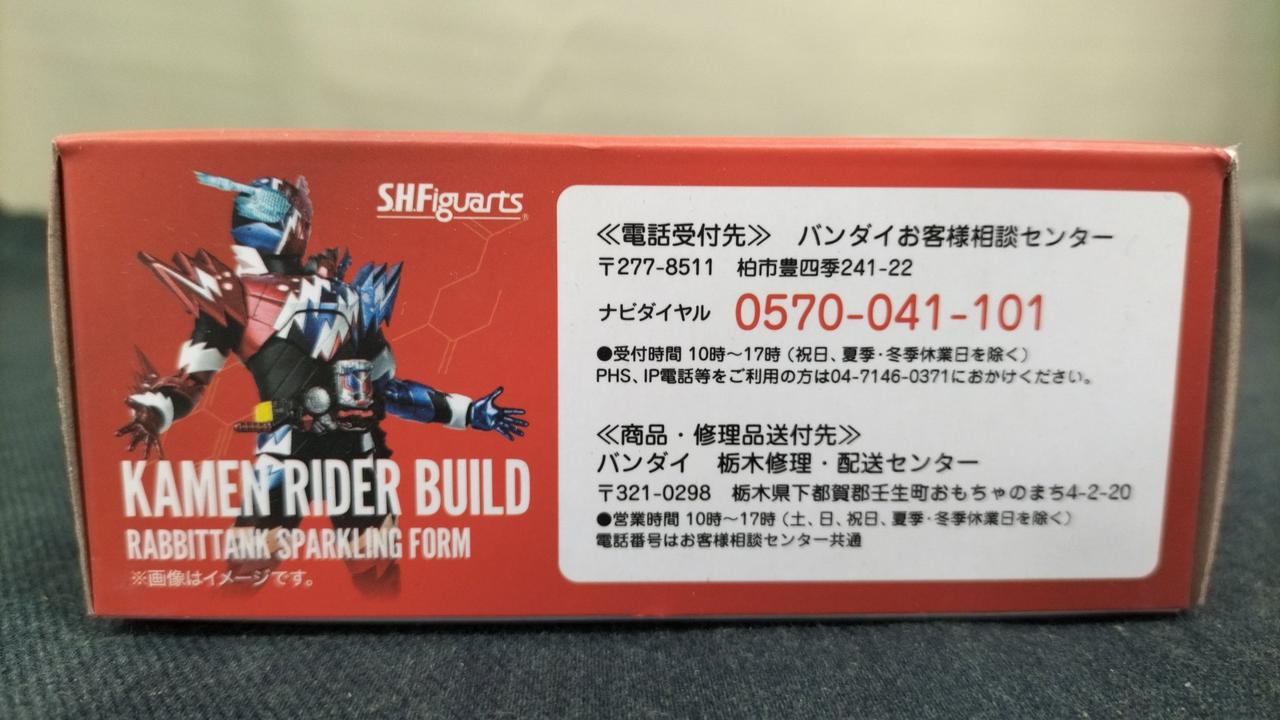 S.H.Figuarts
KAMEN RIDER BUILD
RABBITTANK SPARKLING FORM
※画像はイメージです。
≪電話受付先≫　バンダイお客様相談センター
〒277-8511　柏市豊四季241-22
ナビダイヤル　0570-041-101
●受付時間 10時～17時（祝日、夏季･冬季休業日を除く）
PHS、IP電話等をご利用の方は04-7146-0371におかけください。
≪商品・修理品送付先≫
バンダイ　栃木修理・配送センター
〒321-0298　栃木県下都賀郡壬生町おもちゃのまち4-2-20
●営業時間 10時～17時（土、日、祝日、夏季･冬季休業日を除く）
電話番号はお客様相談センター共通